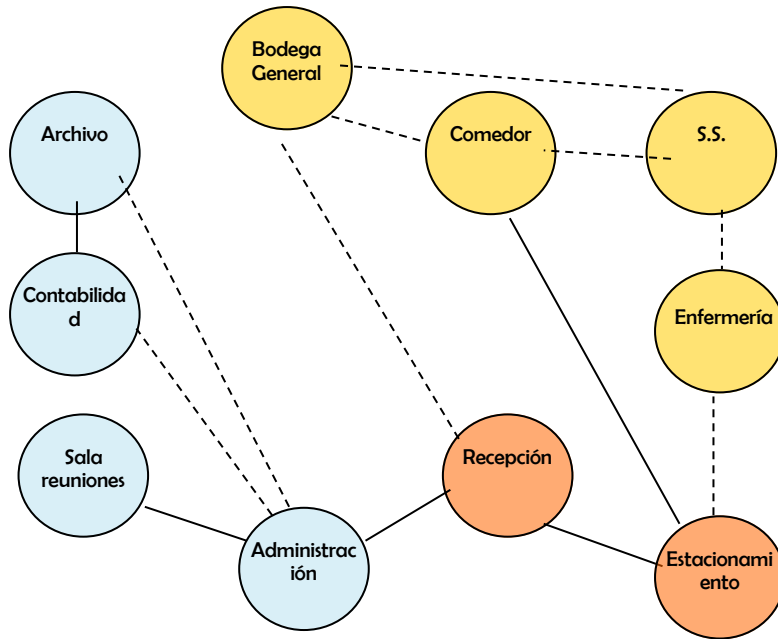 Bodega
General
Archivo
Comedor
S.S.
Contabilida
d
Enfermería
Sala
reuniones
Recepción
Administrac
ión
Estacionami
ento